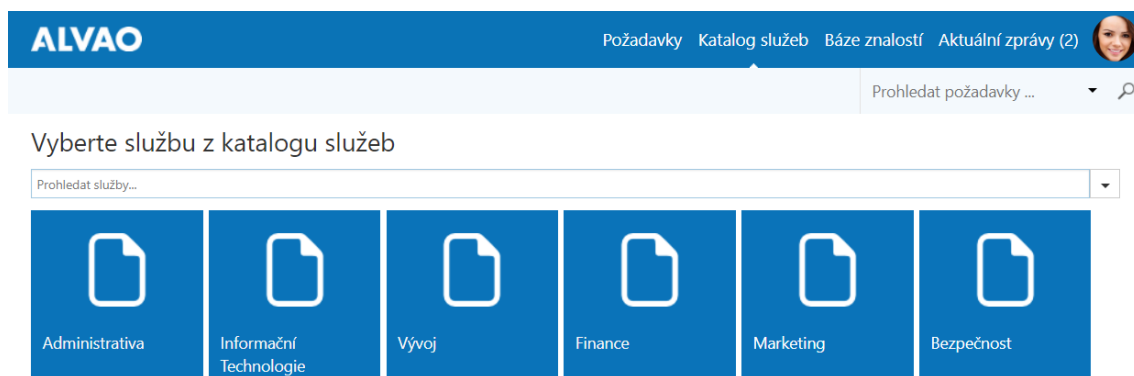 ALVAO
Požadavky Katalog služeb Báze znalostí Aktuální zprávy (2)
Prohledat požadavky ...
Vyberte službu z katalogu služeb
Prohledat služby...
Administrativa
Informační
Technologie
Vývoj
Finance
Marketing
Bezpečnost